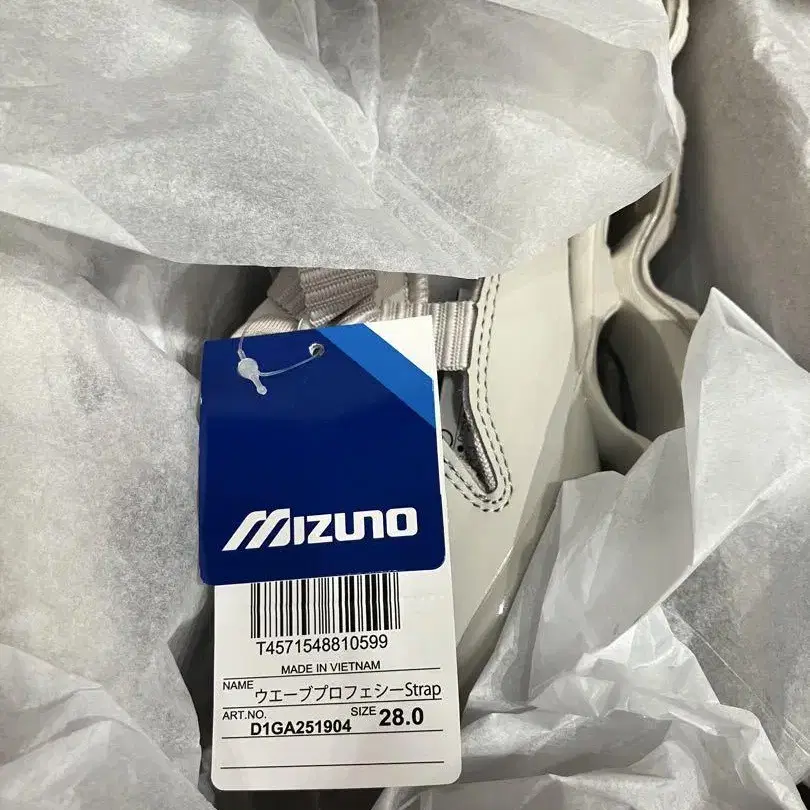 MIZUNO
T4571548810599
MADE IN VIETNAM
NAME ウエーブプロフェシーStrap
ART.NO. D1GA251904 SIZE 28.0